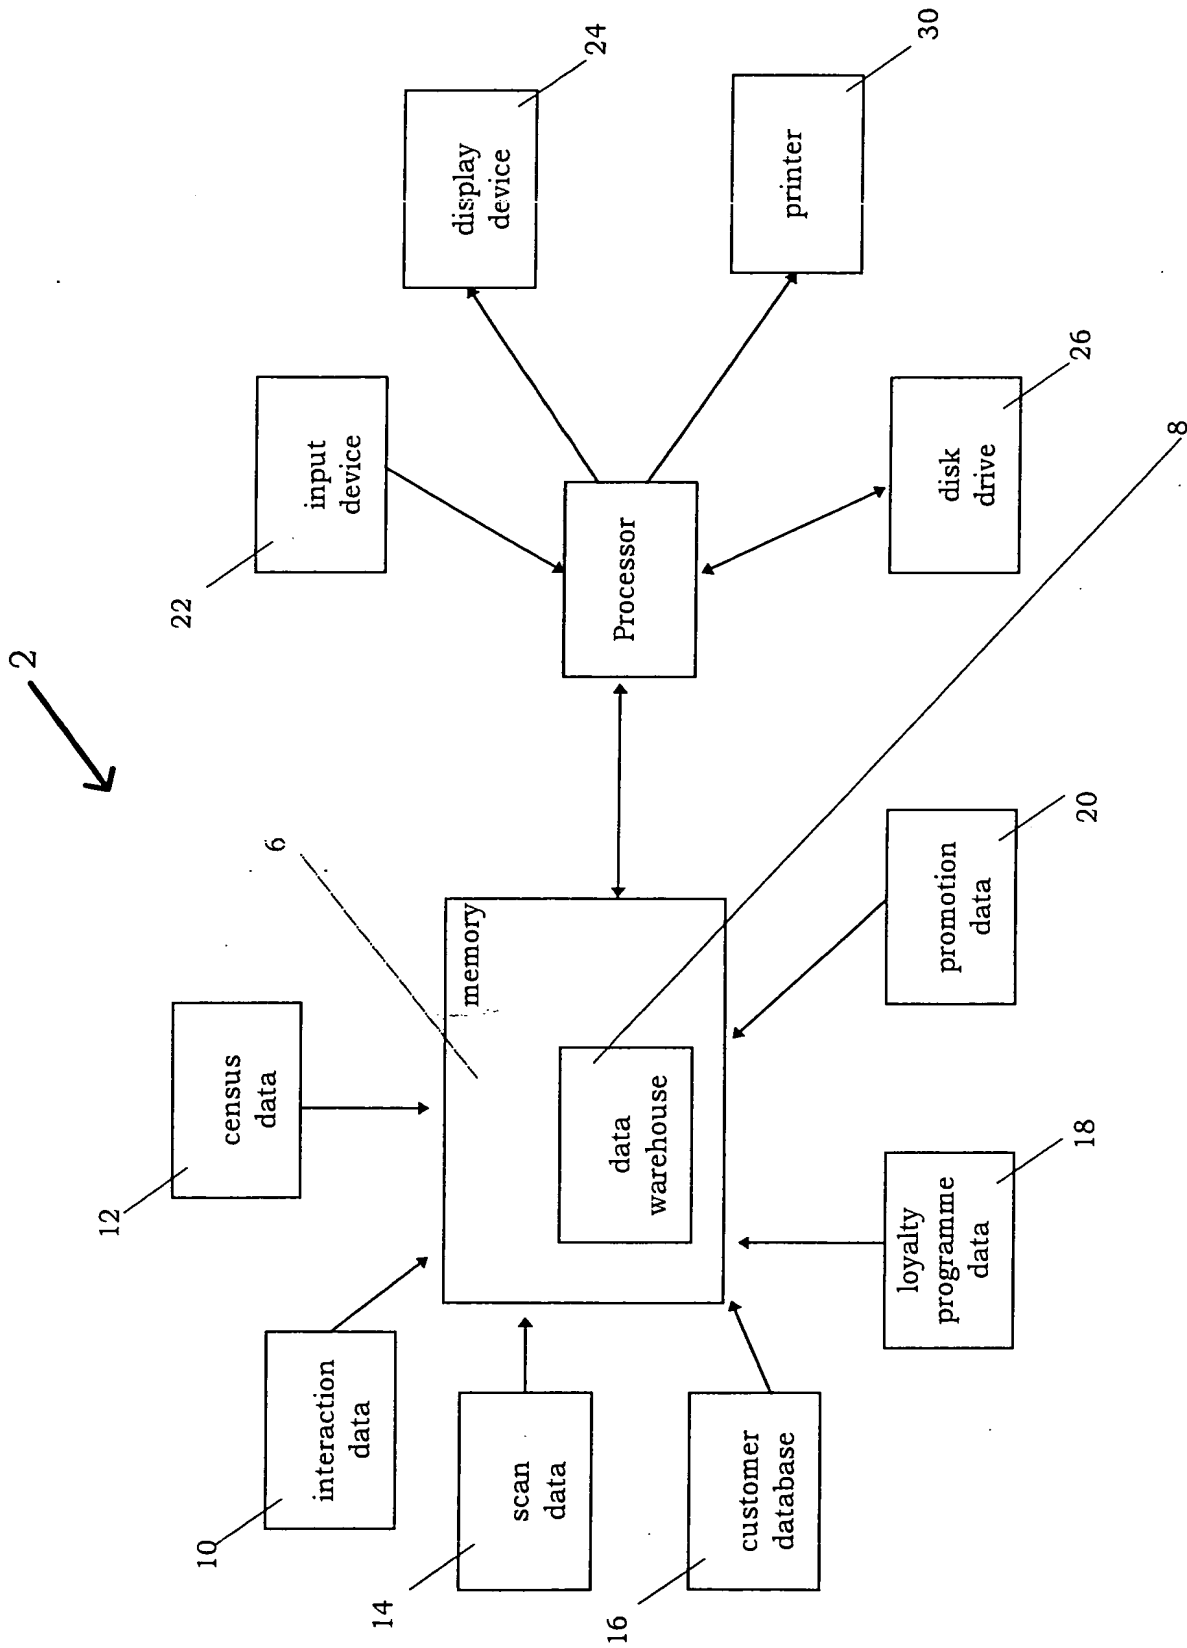 2
12
census
data
6
10
interaction
data
14
scan
data
16
customer
database
memory
data
warehouse
8
18
loyalty
programme
data
20
promotion
data
22
input
device
Processor
24
display
device
30
printer
26
disk
drive